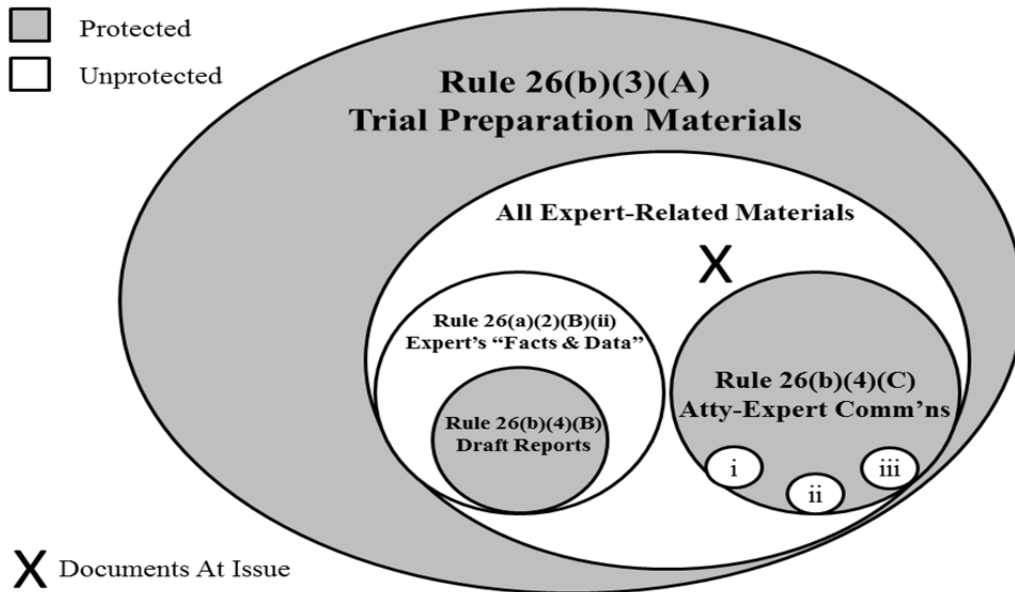 Protected
Unprotected
Rule 26(b)(3)(A)
Trial Preparation Materials
All Expert-Related Materials
X
Rule 26(a)(2)(B)(ii)
Expert's “Facts & Data”
Rule 26(b)(4)(B)
Draft Reports
Rule 26(b)(4)(C)
Atty-Expert Comm'ns
i
ii
iii
X Documents At Issue